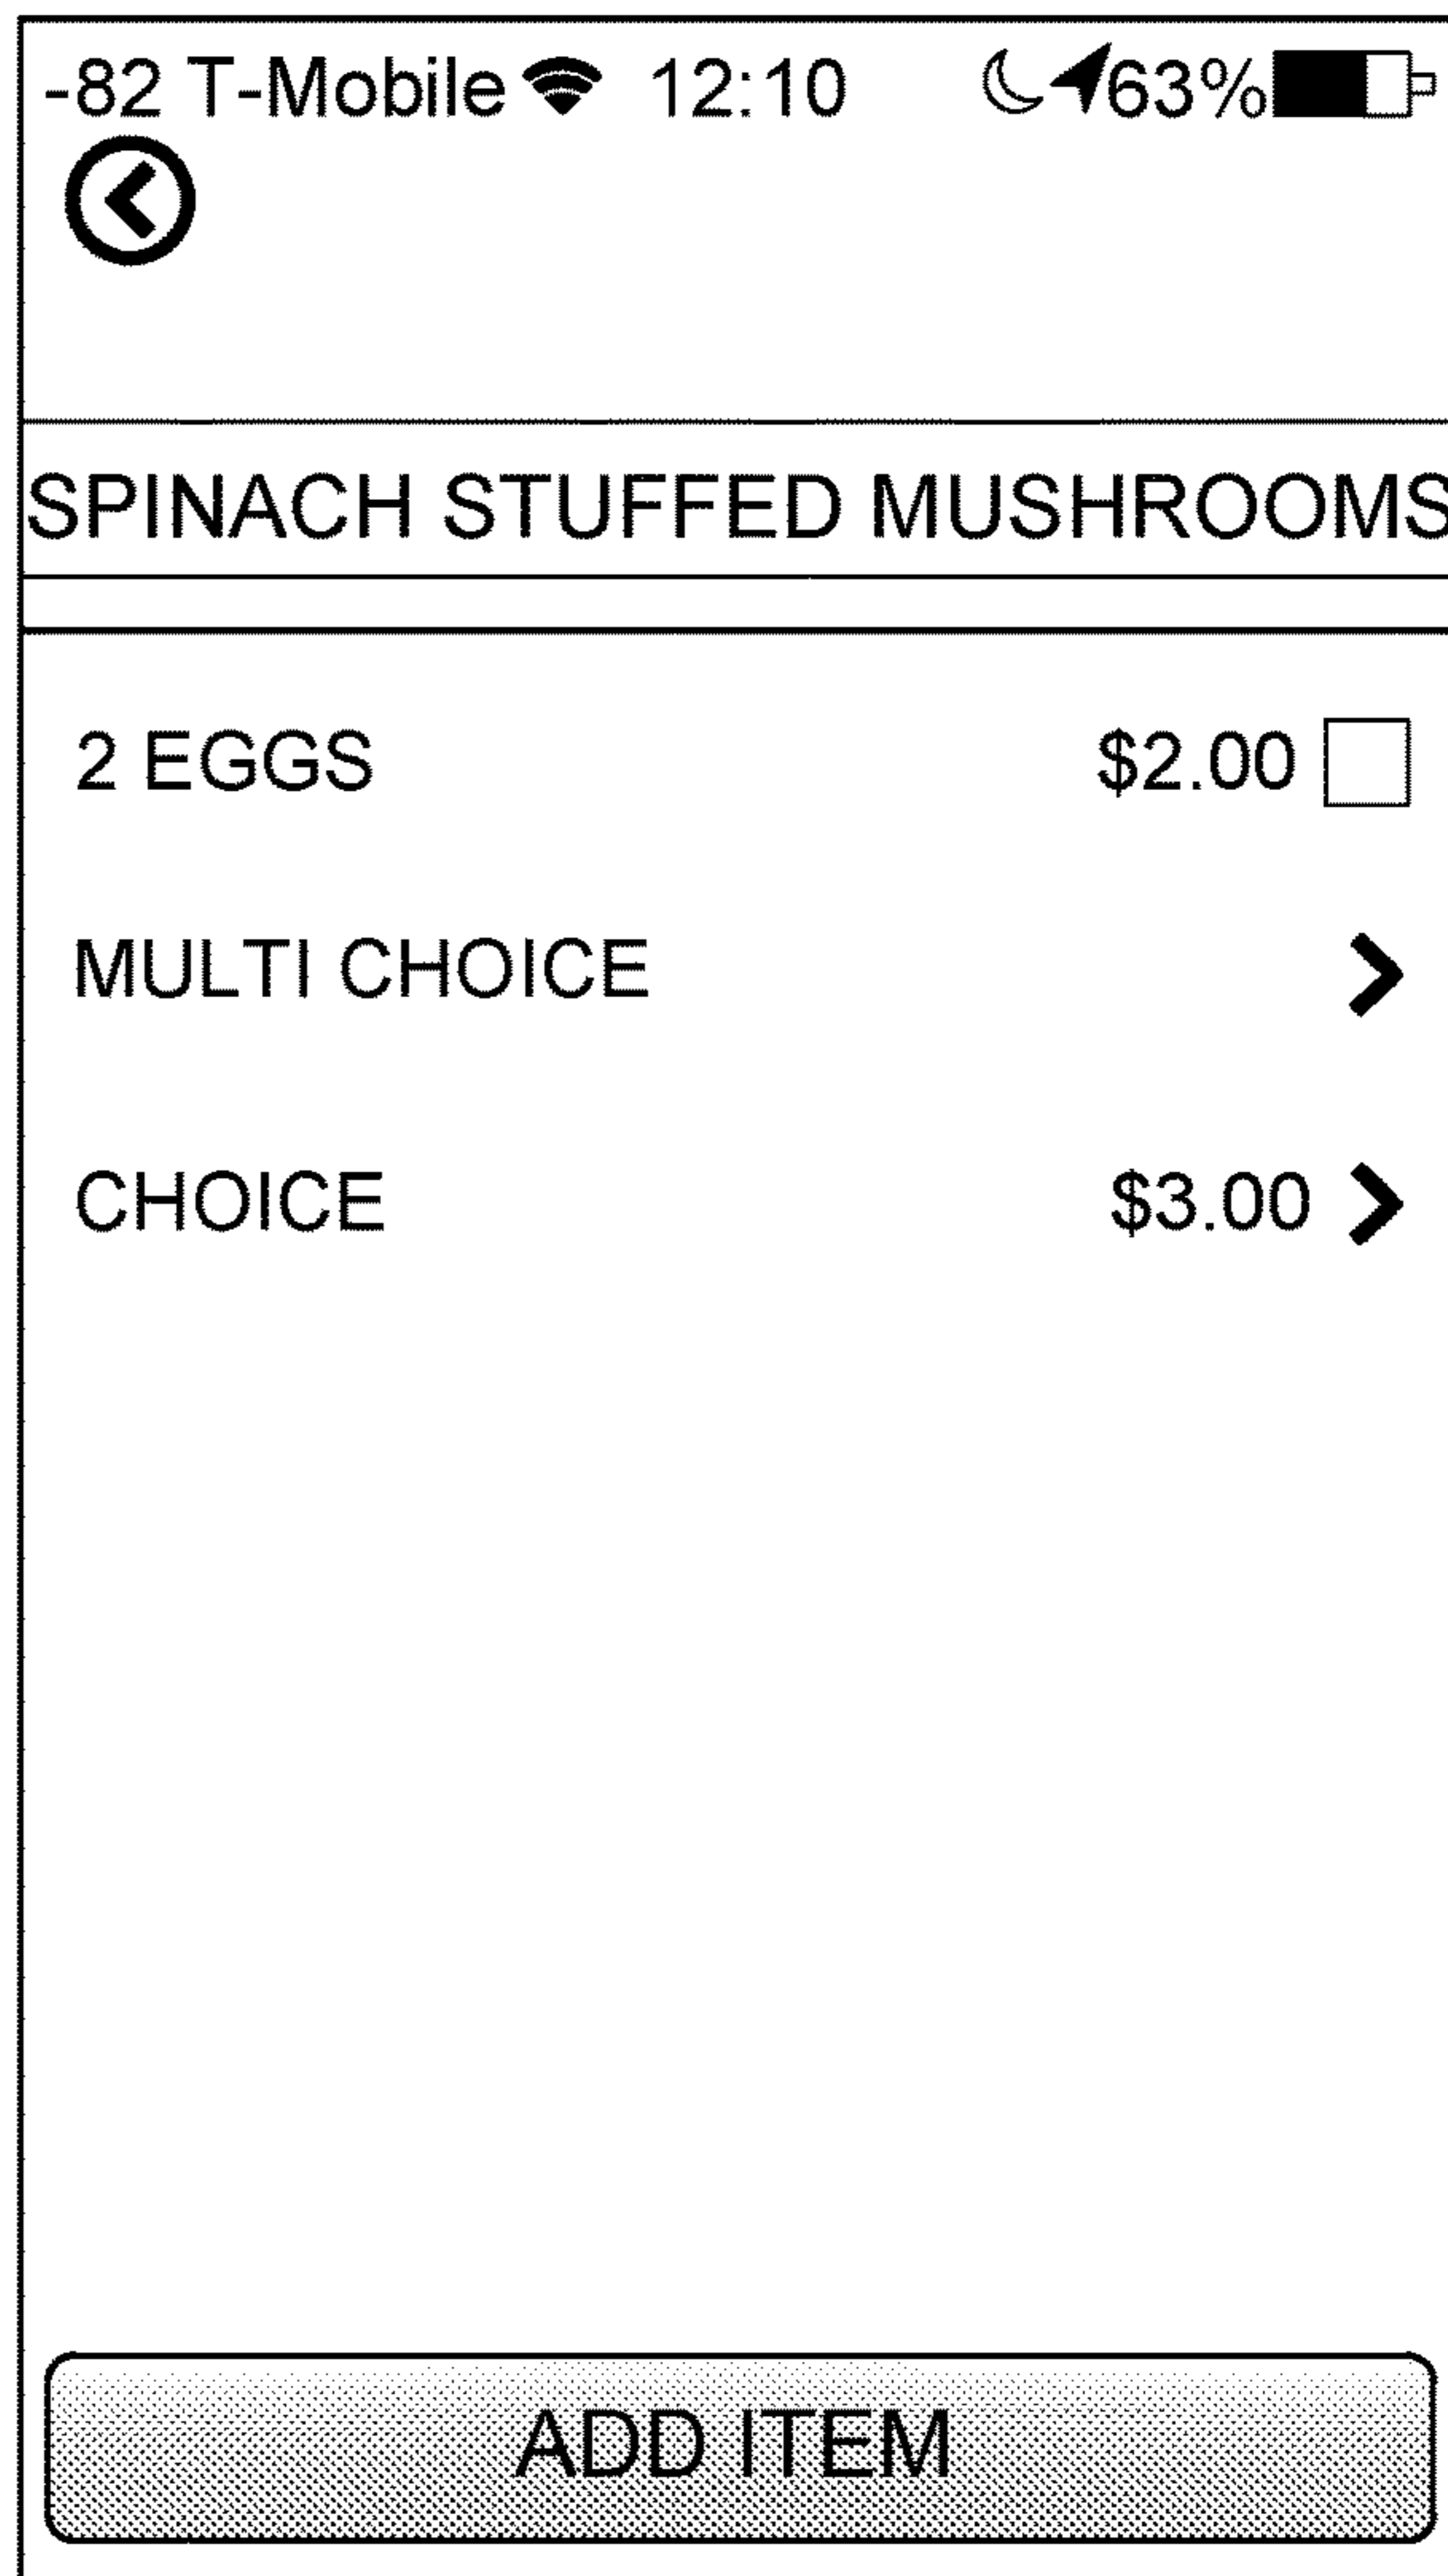 -82 T-Mobile 12:10 63%
SPINACH STUFFED MUSHROOMS
2 EGGS $2.00
MULTI CHOICE
CHOICE $3.00
ADD ITEM